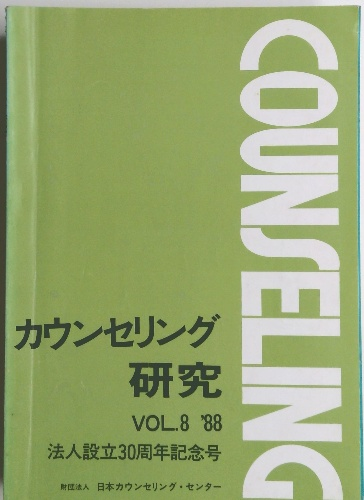 COUNSELING
カウンセリング
研究
VOL.8 '88
法人設立30周年記念号
財団法人 日本カウンセリング・センター